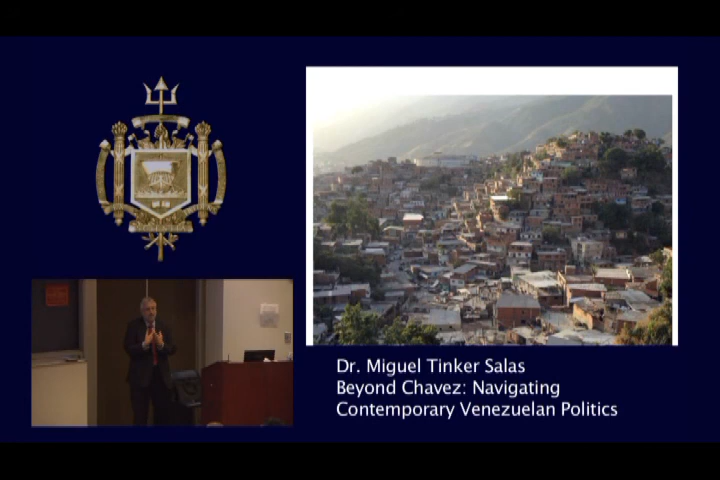 Dr. Miguel Tinker Salas
Beyond Chavez: Navigating
Contemporary Venezuelan Politics